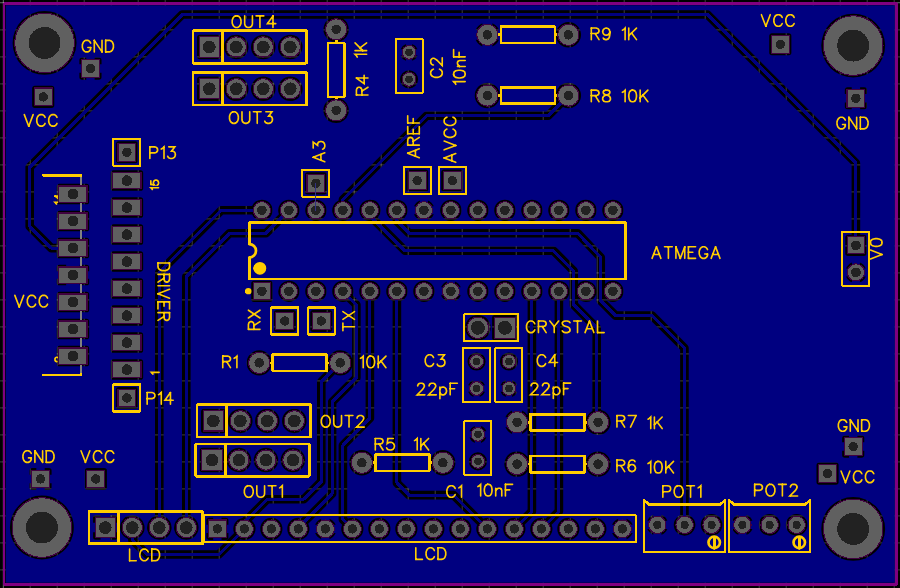 OUT4
VCC
GND
1K
R4
C2
10nF
R9 1K
R8 10K
VCC
OUT3
GND
P13
15
A3
AREF
AVCC
DRIVER
VCC
ATMEGA
VO
RX
TX
CRYSTAL
R1
10K
C3
C4
22pF
22pF
1
P14
OUT2
R5
1K
R7 1K
R6 10K
GND
VCC
GND
VCC
OUT1
C1
10nF
POT1
POT2
LCD
LCD